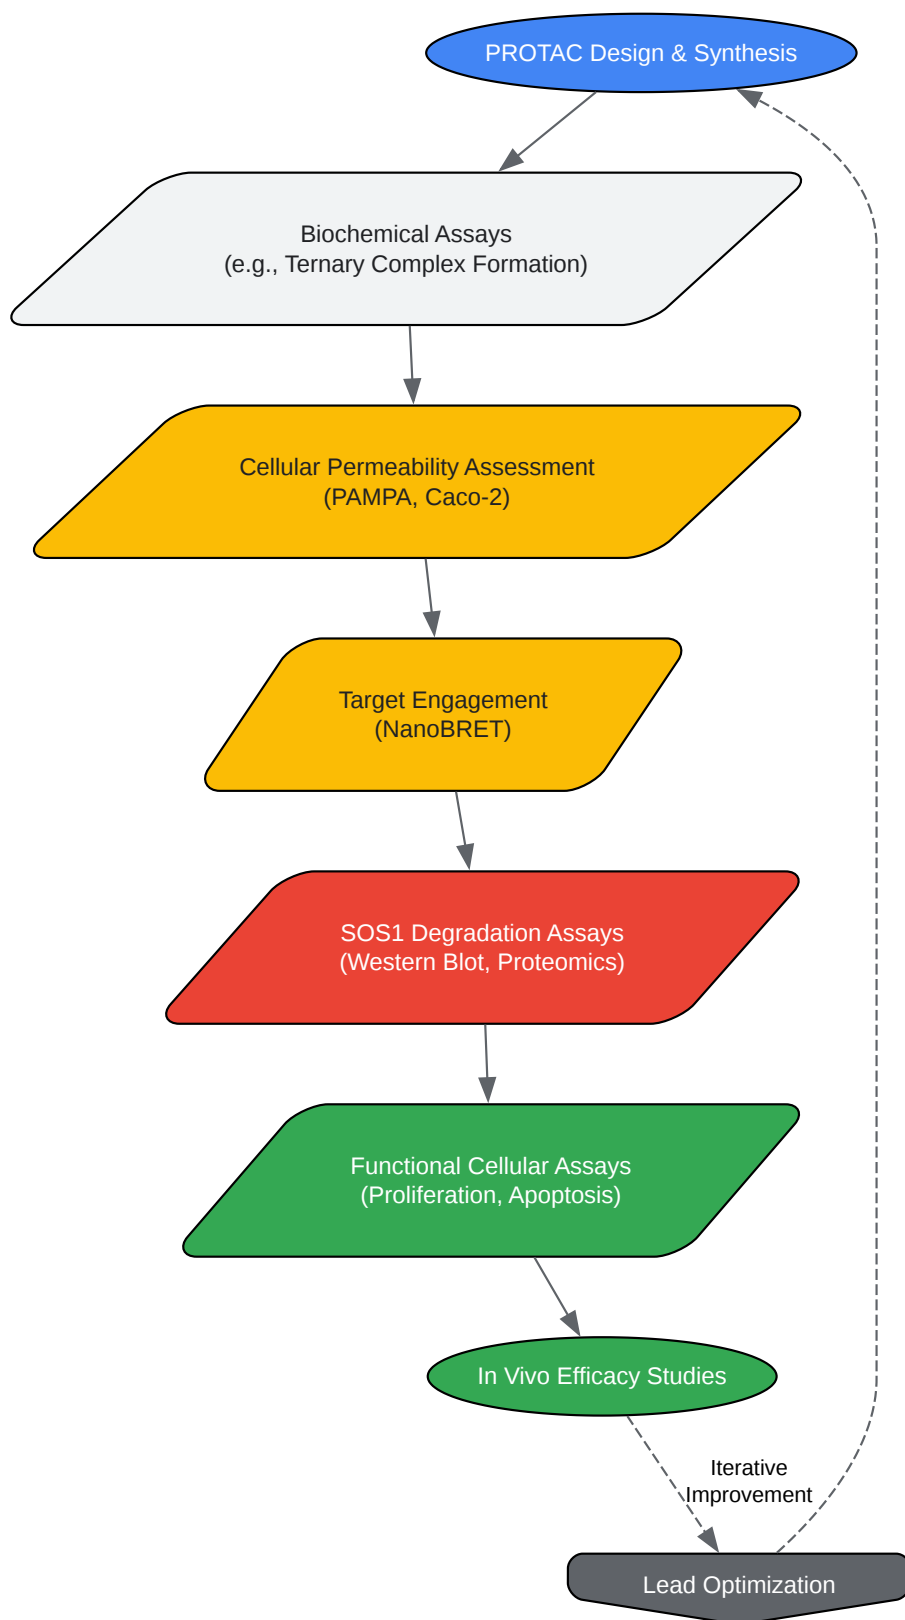 PROTAC Design & Synthesis
Biochemical Assays
(e.g., Ternary Complex Formation)
Cellular Permeability Assessment
(PAMPA, Caco-2)
Target Engagement
(NanoBRET)
SOS1 Degradation Assays
(Western Blot, Proteomics)
Functional Cellular Assays
(Proliferation, Apoptosis)
In Vivo Efficacy Studies
Iterative
Improvement
Lead Optimization